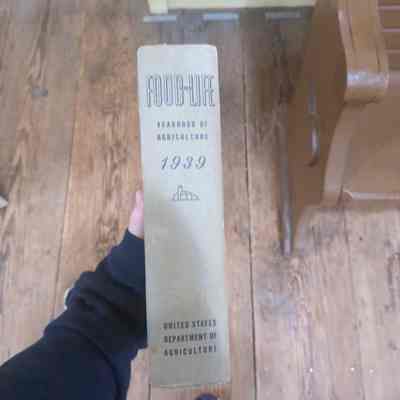 FOOD AND LIFE
YEARBOOK OF
AGRICULTURE
1939
UNITED STATES
DEPARTMENT OF
AGRICULTURE